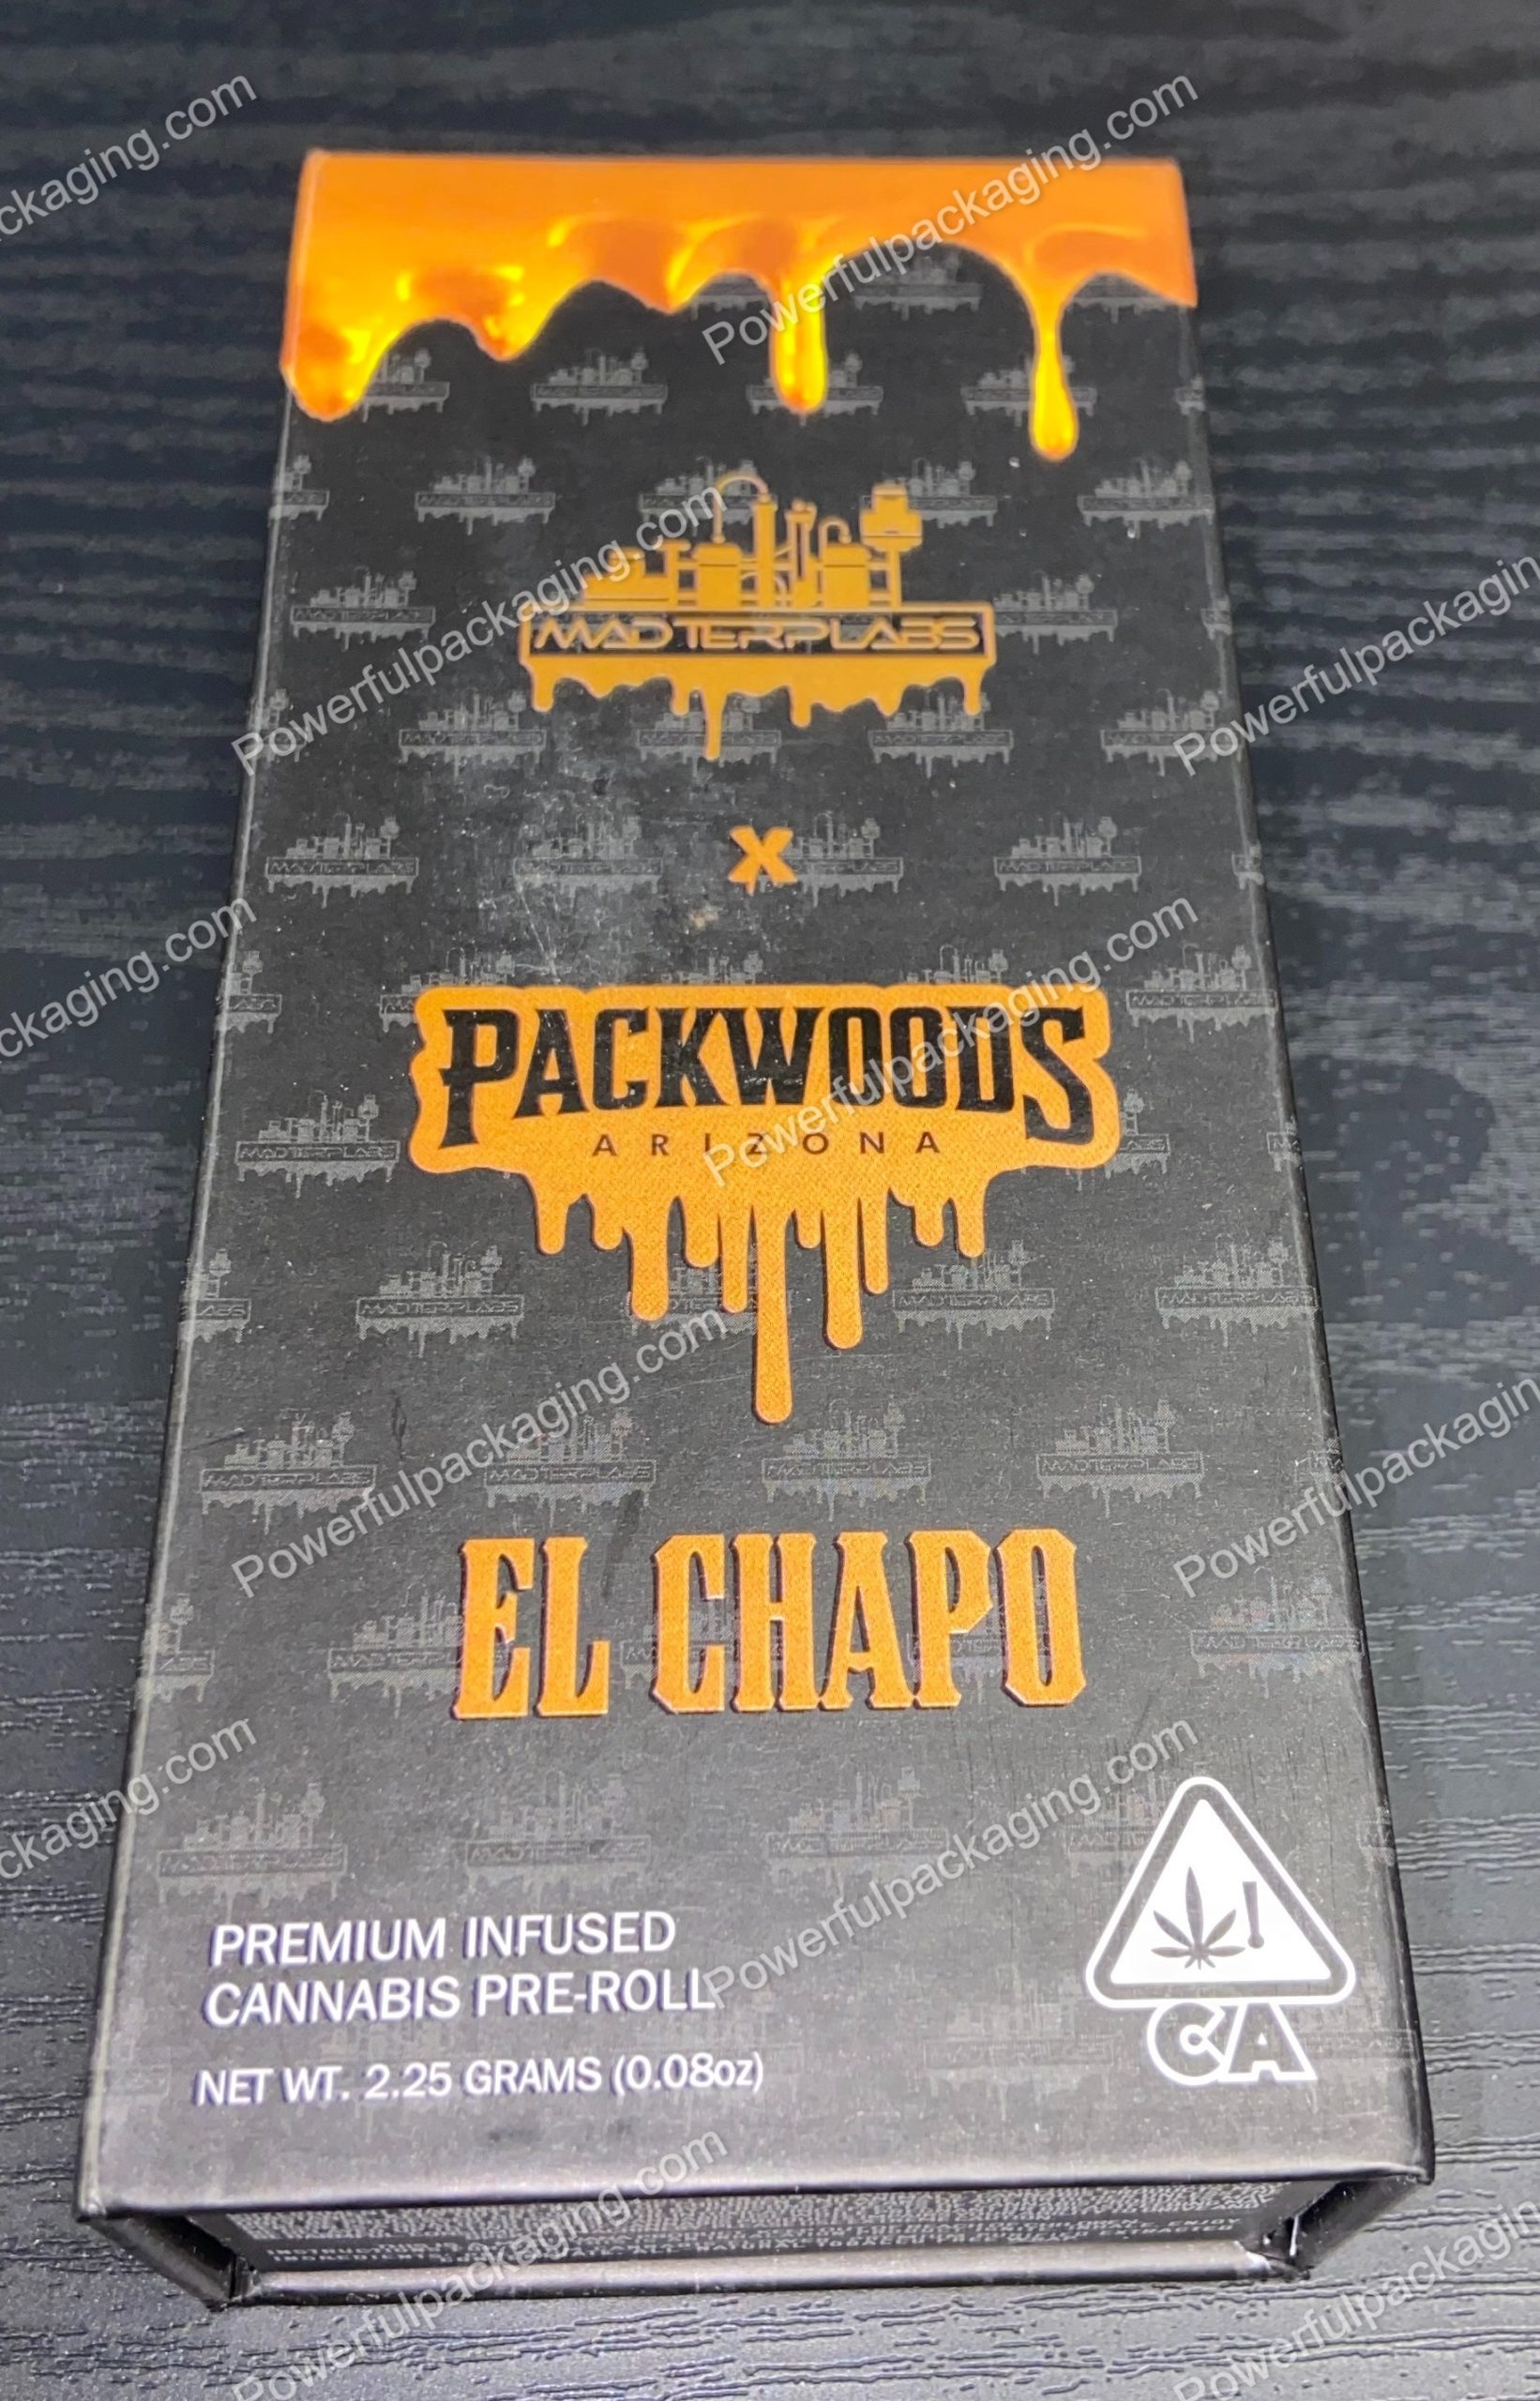 MADTERPLABS
X
PACKWOODS
ARIZONA
EL CHAPO
PREMIUM INFUSED
CANNABIS PRE-ROLL
NET WT. 2.25 GRAMS (0.08oz)
!
CA
Powerfulpackaging.com